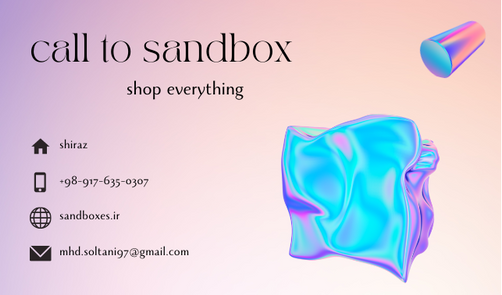 call to sandbox
shop everything
shiraz
+98-917-635-0307
sandboxes.ir
mhd.soltani97@gmail.com